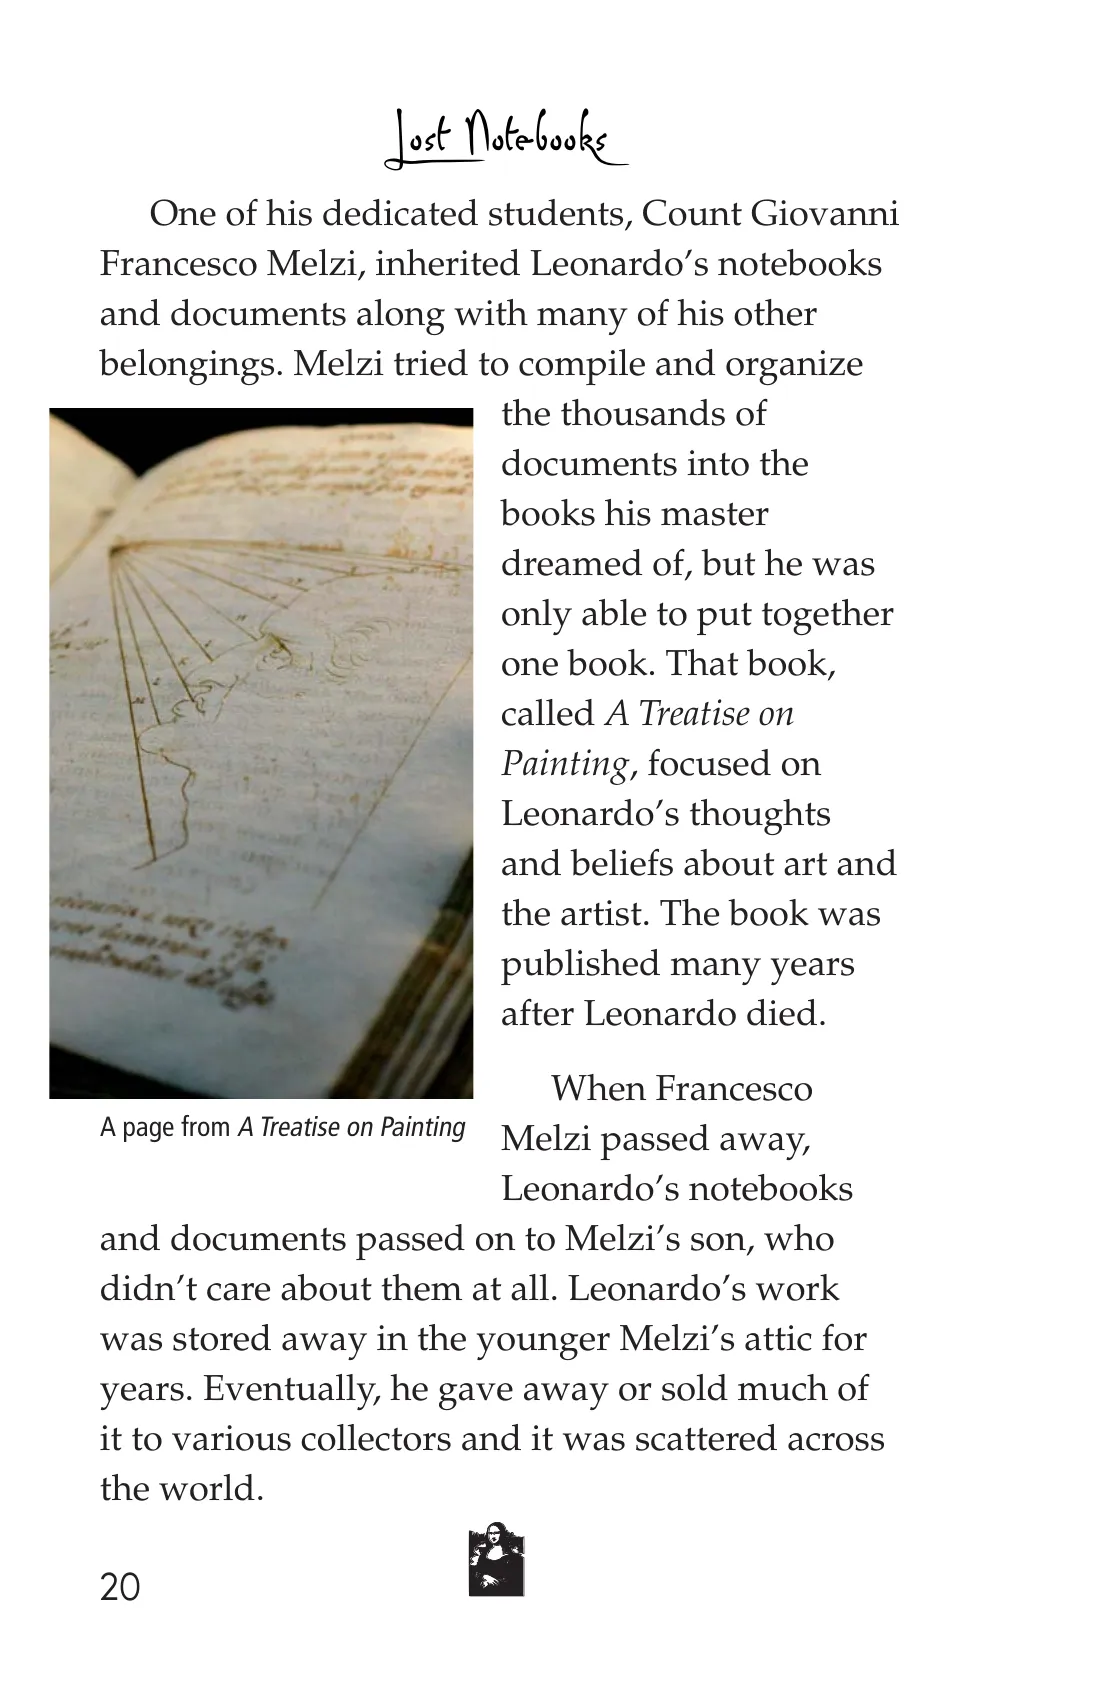 Lost Notebooks
One of his dedicated students, Count Giovanni
Francesco Melzi, inherited Leonardo’s notebooks
and documents along with many of his other
belongings. Melzi tried to compile and organize
the thousands of
documents into the
books his master
dreamed of, but he was
only able to put together
one book. That book,
called A Treatise on
Painting, focused on
Leonardo’s thoughts
and beliefs about art and
the artist. The book was
published many years
after Leonardo died.
A page from A Treatise on Painting
When Francesco
Melzi passed away,
Leonardo’s notebooks
and documents passed on to Melzi’s son, who
didn’t care about them at all. Leonardo’s work
was stored away in the younger Melzi’s attic for
years. Eventually, he gave away or sold much of
it to various collectors and it was scattered across
the world.
20